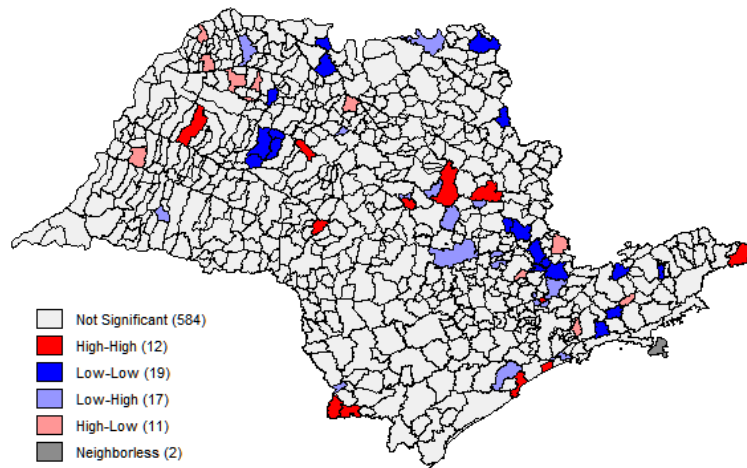 Not Significant (584)
High-High (12)
Low-Low (19)
Low-High (17)
High-Low (11)
Neighborless (2)